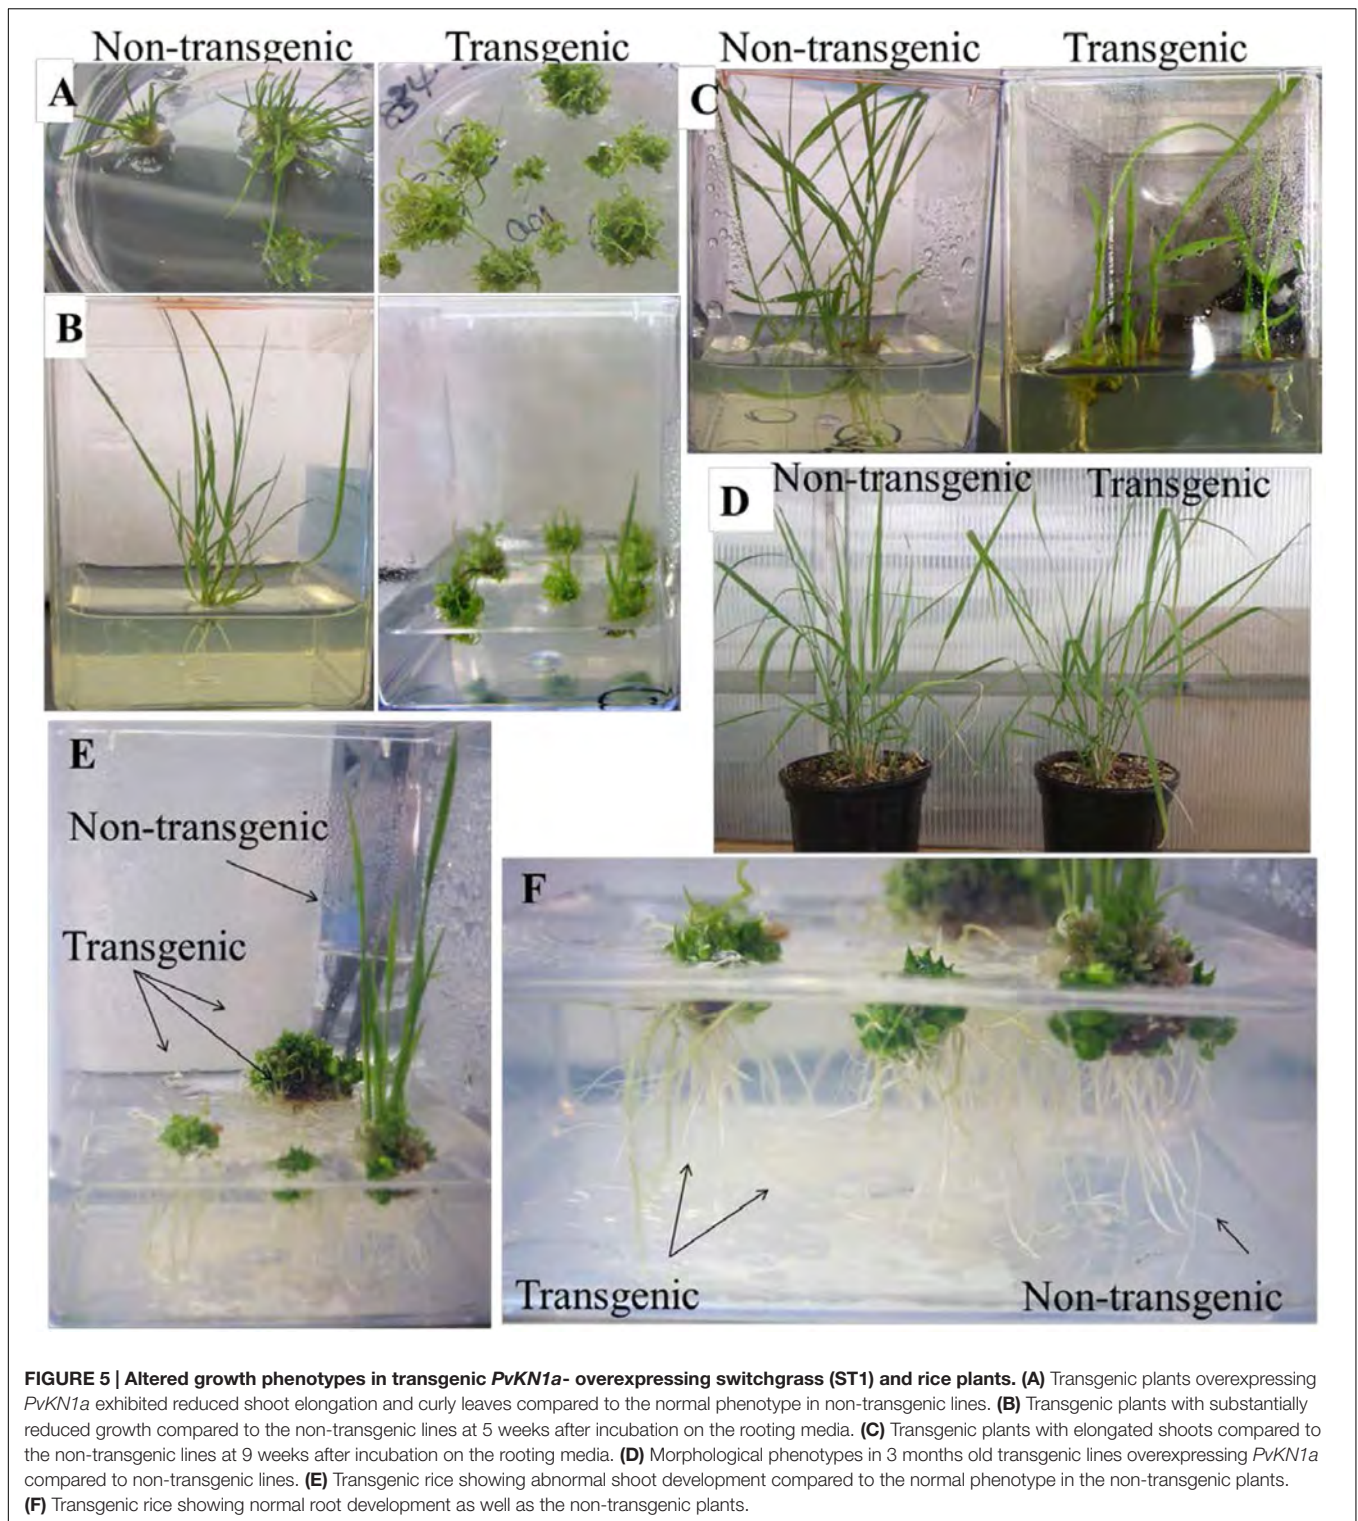 Non-transgenic Transgenic Non-transgenic Transgenic
A
C
B
Non-transgenic Transgenic
D
E
Non-transgenic
Transgenic
F
Transgenic
Non-transgenic
FIGURE 5 | Altered growth phenotypes in transgenic PvKN1a- overexpressing switchgrass (ST1) and rice plants. (A) Transgenic plants overexpressing
PvKN1a exhibited reduced shoot elongation and curly leaves compared to the normal phenotype in non-transgenic lines. (B) Transgenic plants with substantially
reduced growth compared to the non-transgenic lines at 5 weeks after incubation on the rooting media. (C) Transgenic plants with elongated shoots compared to
the non-transgenic lines at 9 weeks after incubation on the rooting media. (D) Morphological phenotypes in 3 months old transgenic lines overexpressing PvKN1a
compared to non-transgenic lines. (E) Transgenic rice showing abnormal shoot development compared to the normal phenotype in the non-transgenic plants.
(F) Transgenic rice showing normal root development as well as the non-transgenic plants.